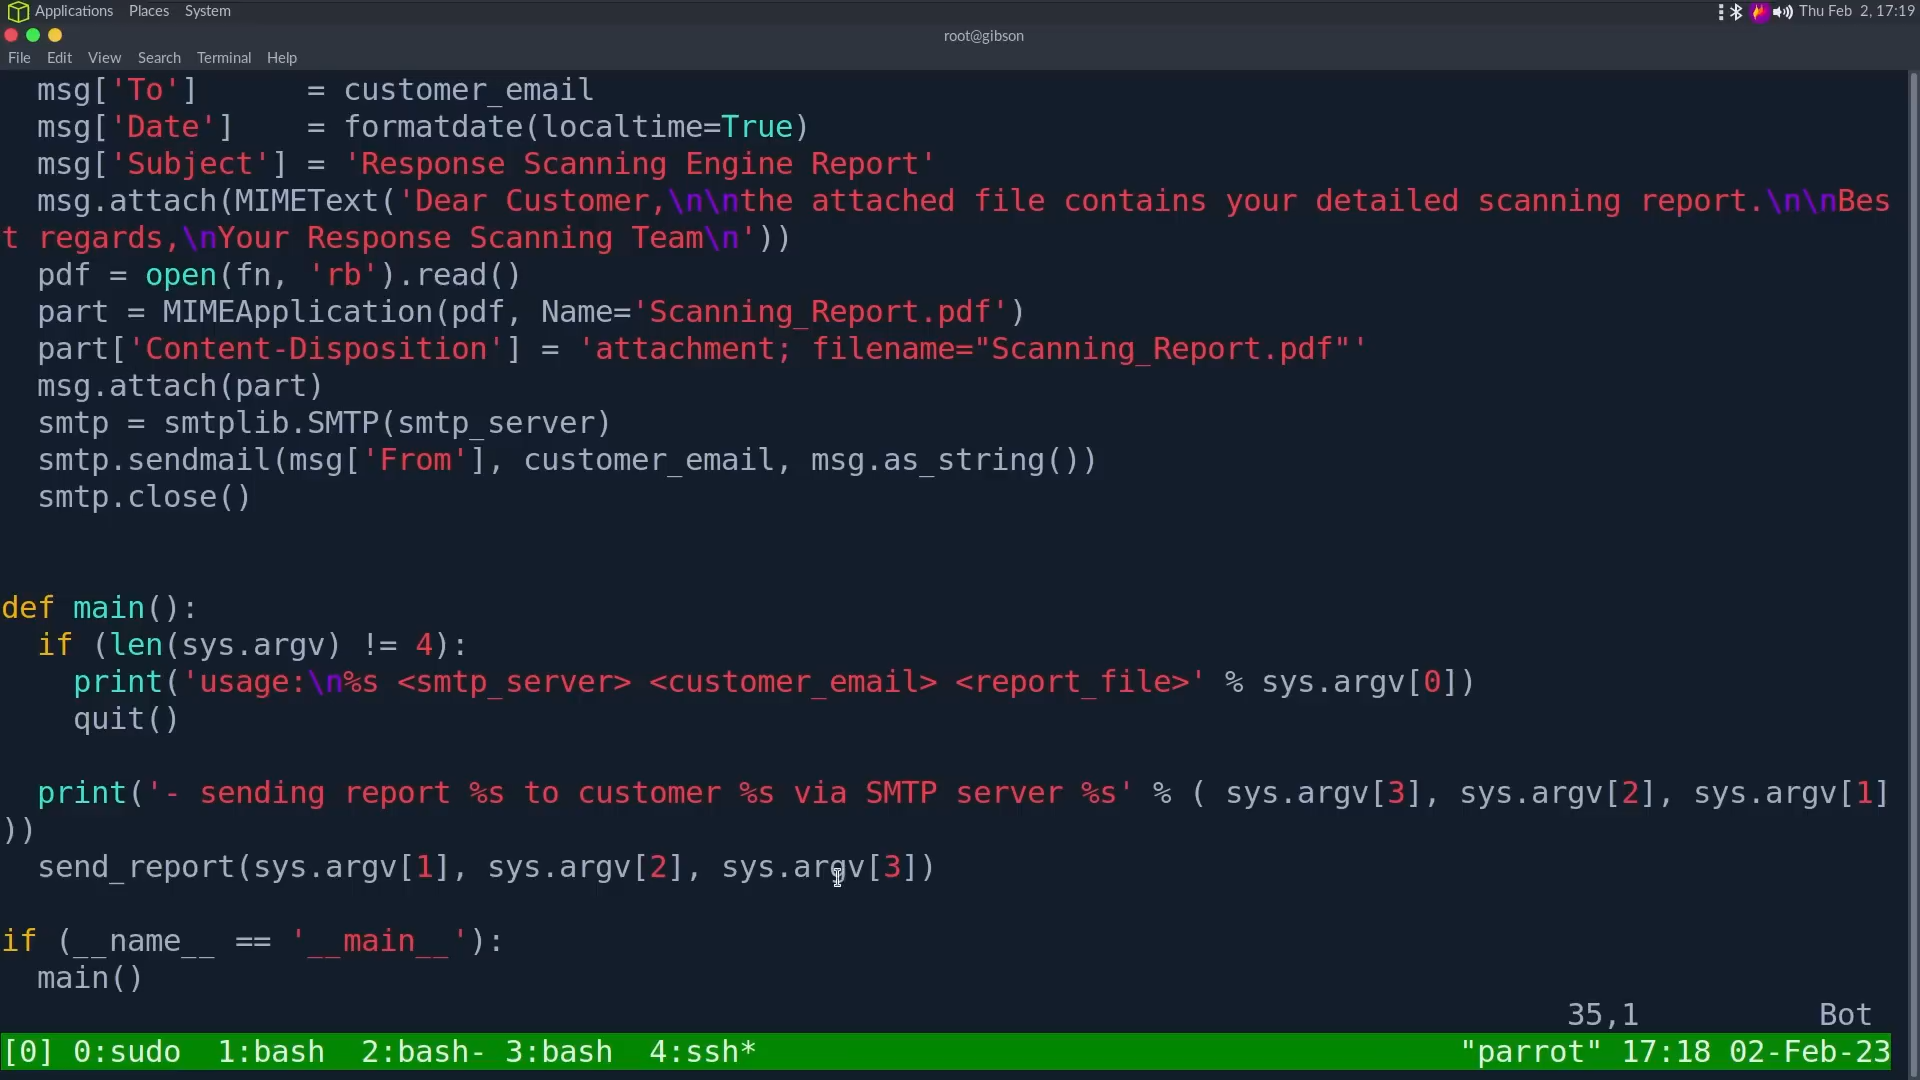 Applications Places System Thu Feb 2, 17:19
root@gibson
File Edit View Search Terminal Help
  msg['To']      = customer_email
  msg['Date']    = formatdate(localtime=True)
  msg['Subject'] = 'Response Scanning Engine Report'
  msg.attach(MIMEText('Dear Customer,\n\nthe attached file contains your detailed scanning report.\n\nBes
t regards,\nYour Response Scanning Team\n'))
  pdf = open(fn, 'rb').read()
  part = MIMEApplication(pdf, Name='Scanning_Report.pdf')
  part['Content-Disposition'] = 'attachment; filename="Scanning_Report.pdf"'
  msg.attach(part)
  smtp = smtplib.SMTP(smtp_server)
  smtp.sendmail(msg['From'], customer_email, msg.as_string())
  smtp.close()
def main():
  if (len(sys.argv) != 4):
    print('usage:\n%s <smtp_server> <customer_email> <report_file>' % sys.argv[0])
    quit()
  print('- sending report %s to customer %s via SMTP server %s' % ( sys.argv[3], sys.argv[2], sys.argv[1]
))
  send_report(sys.argv[1], sys.argv[2], sys.argv[3])
if (__name__ == '__main__'):
  main()
35,1 Bot
[0] 0:sudo  1:bash  2:bash- 3:bash  4:ssh* "parrot" 17:18 02-Feb-23